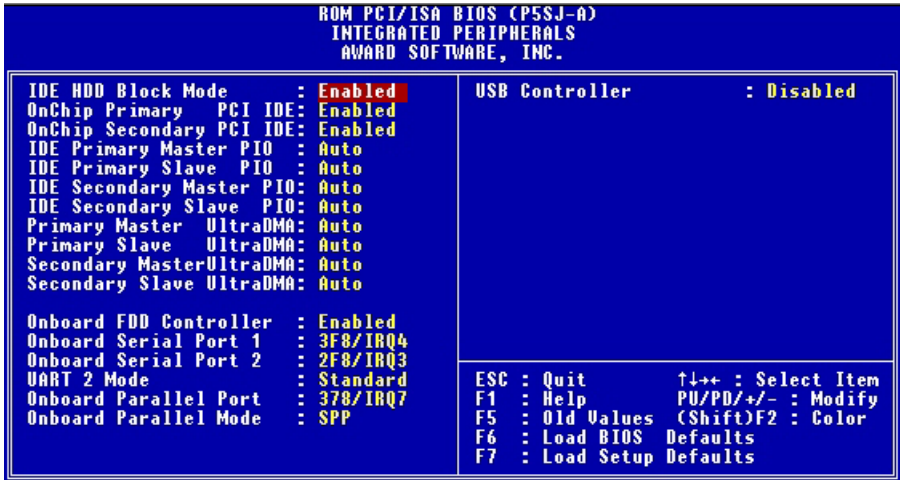 ROM PCI/ISA BIOS (P5SJ-A)
INTEGRATED PERIPHERALS
AWARD SOFTWARE, INC.
IDE HDD Block Mode : Enabled
OnChip Primary PCI IDE: Enabled
OnChip Secondary PCI IDE: Enabled
IDE Primary Master PIO : Auto
IDE Primary Slave PIO : Auto
IDE Secondary Master PIO: Auto
IDE Secondary Slave PIO: Auto
Primary Master UltraDMA: Auto
Primary Slave UltraDMA: Auto
Secondary MasterUltraDMA: Auto
Secondary Slave UltraDMA: Auto
Onboard FDD Controller : Enabled
Onboard Serial Port 1 : 3F8/IRQ4
Onboard Serial Port 2 : 2F8/IRQ3
UART 2 Mode : Standard
Onboard Parallel Port : 378/IRQ7
Onboard Parallel Mode : SPP
USB Controller : Disabled
ESC : Quit ↑↓→← : Select Item
F1 : Help PU/PD/+/- : Modify
F5 : Old Values (Shift)F2 : Color
F6 : Load BIOS Defaults
F7 : Load Setup Defaults